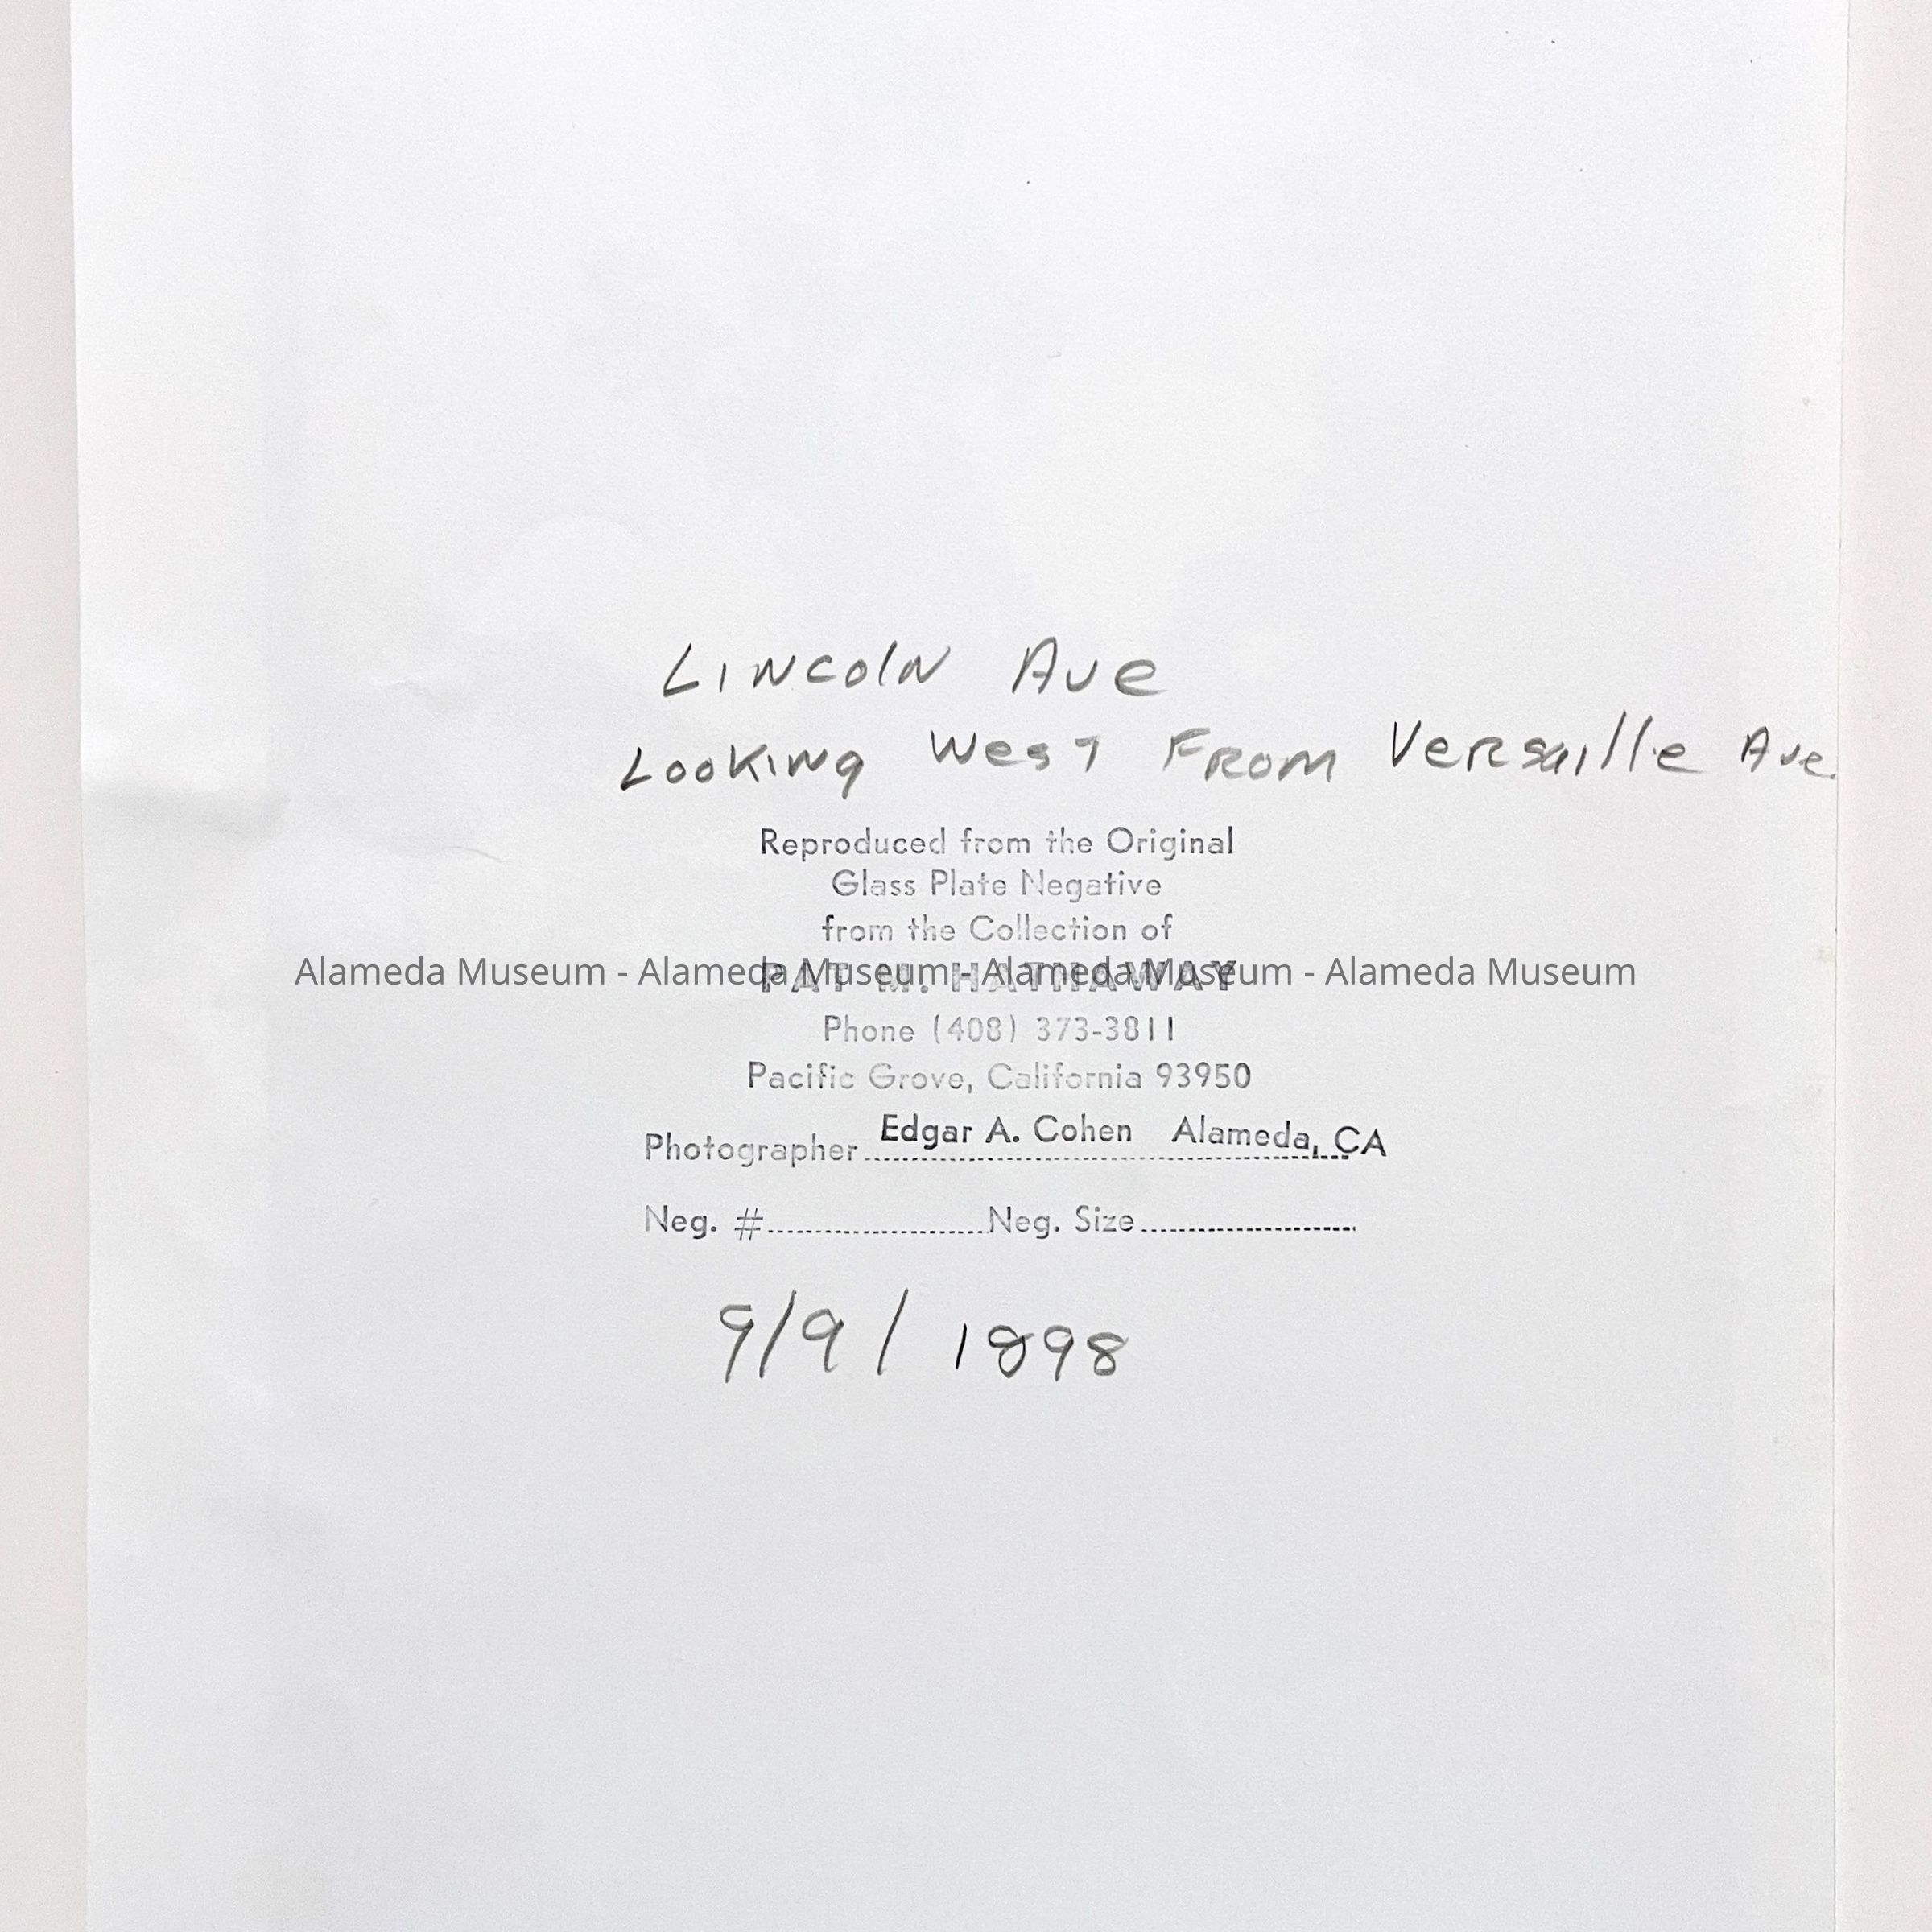 Lincoln Ave
Looking West From Versaille Ave.
Reproduced from the Original
Glass Plate Negative
from the Collection of
PAT M. HATHAWAY
Alameda Museum - Alameda Museum - Alameda Museum - Alameda Museum
Phone (408) 373-3811
Pacific Grove, California 93950
Photographer Edgar A. Cohen Alameda, CA
Neg. # Neg. Size
9/9/1898